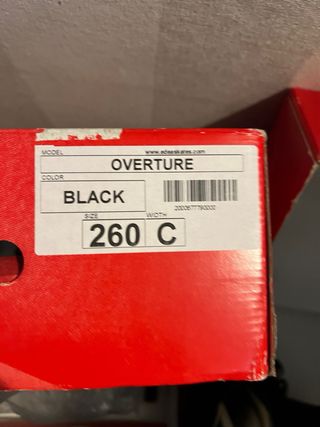 MODEL www.edeaskates.com
OVERTURE
COLOR
BLACK
SIZE WIDTH
260 C